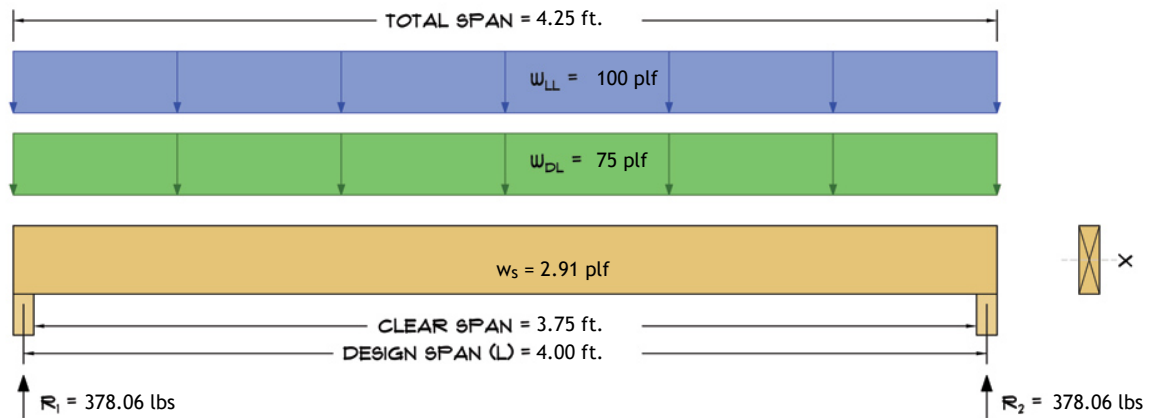 TOTAL SPAN = 4.25 ft.
WLL = 100 plf
WDL = 75 plf
ws = 2.91 plf
X
CLEAR SPAN = 3.75 ft.
DESIGN SPAN (L) = 4.00 ft.
R1 = 378.06 lbs
R2 = 378.06 lbs